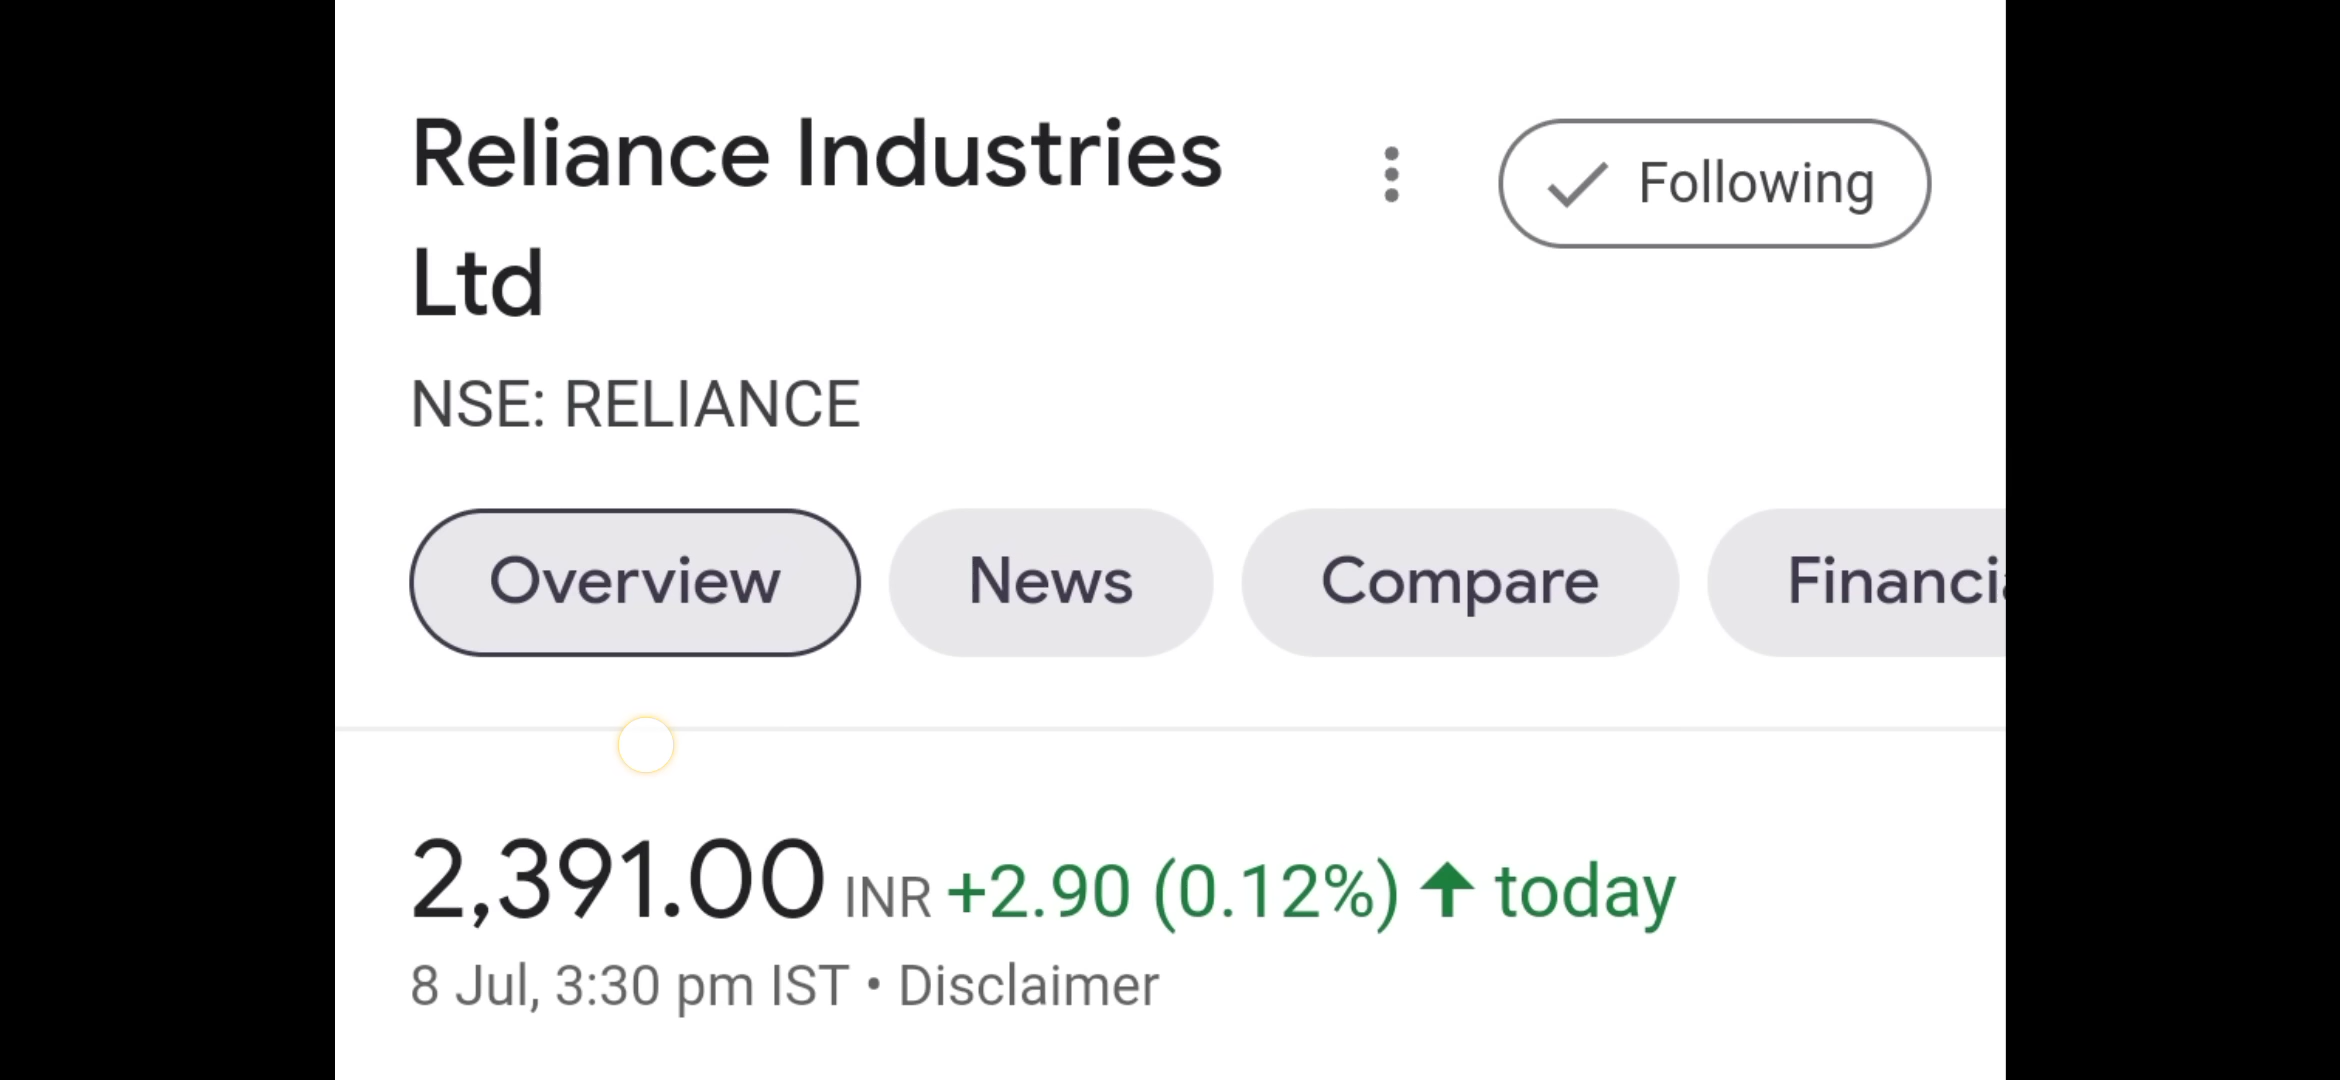 Reliance Industries
Ltd
Following
NSE: RELIANCE
Overview News Compare
2,391.00 INR +2.90 (0.12%) ↑ today
8 Jul, 3:30 pm IST • Disclaimer